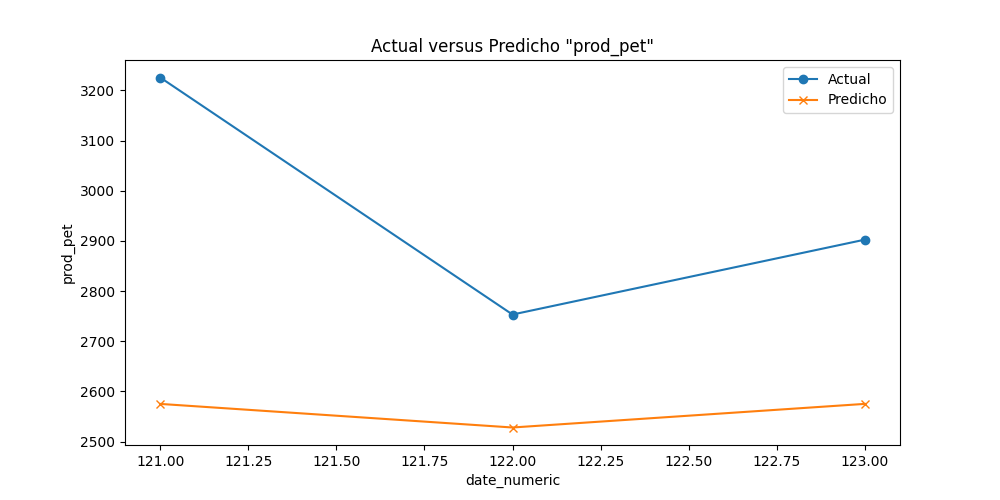 Actual versus Predicho "prod_pet"
Actual
Predicho
prod_pet
3200
3100
3000
2900
2800
2700
2600
2500
121.00 121.25 121.50 121.75 122.00 122.25 122.50 122.75 123.00
date_numeric